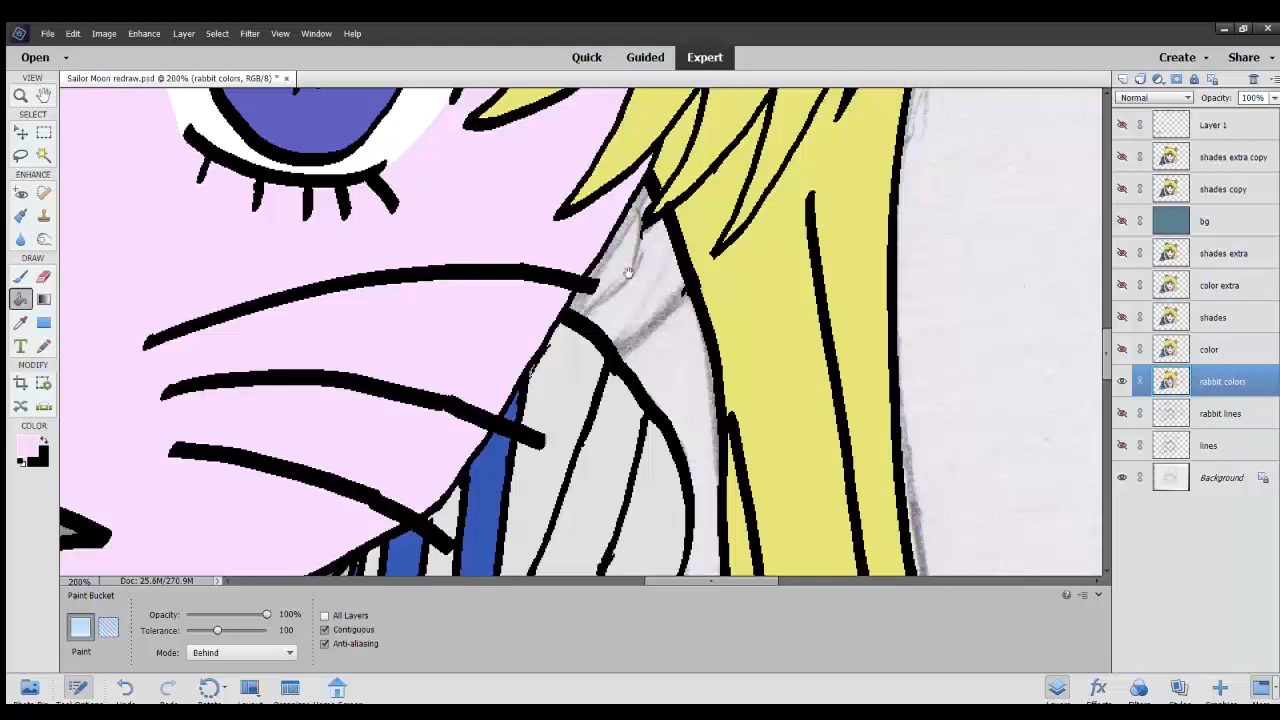 File Edit Image Enhance Layer Select Filter View Window Help
Open Quick Guided Expert Create Share
VIEW
Sailor Moon redraw.psd @ 200% (rabbit colors, RGB/8) * ×
SELECT
ENHANCE
DRAW
MODIFY
COLOR
Normal Opacity: 100%
Layer 1
shades extra copy
shades copy
bg
shades extra
color extra
shades
color
rabbit colors
rabbit lines
lines
Background
200% Doc: 25.6M/270.9M
Paint Bucket
Paint
Opacity: 100%
Tolerance: 100
Mode: Behind
All Layers
Contiguous
Anti-aliasing
fx